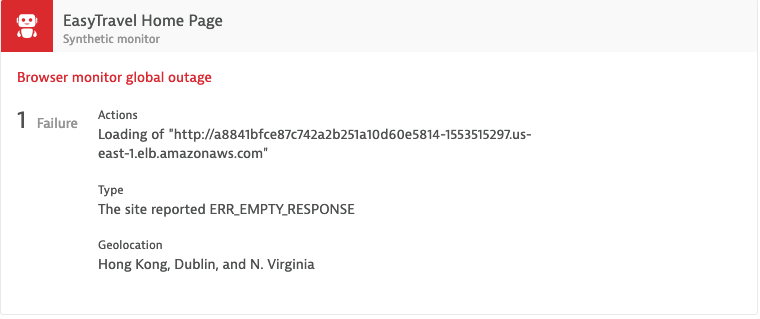 EasyTravel Home Page
Synthetic monitor
Browser monitor global outage
1 Failure
Actions
Loading of "http://a8841bfce87c742a2b251a10d60e5814-1553515297.us-
east-1.elb.amazonaws.com"
Type
The site reported ERR_EMPTY_RESPONSE
Geolocation
Hong Kong, Dublin, and N. Virginia